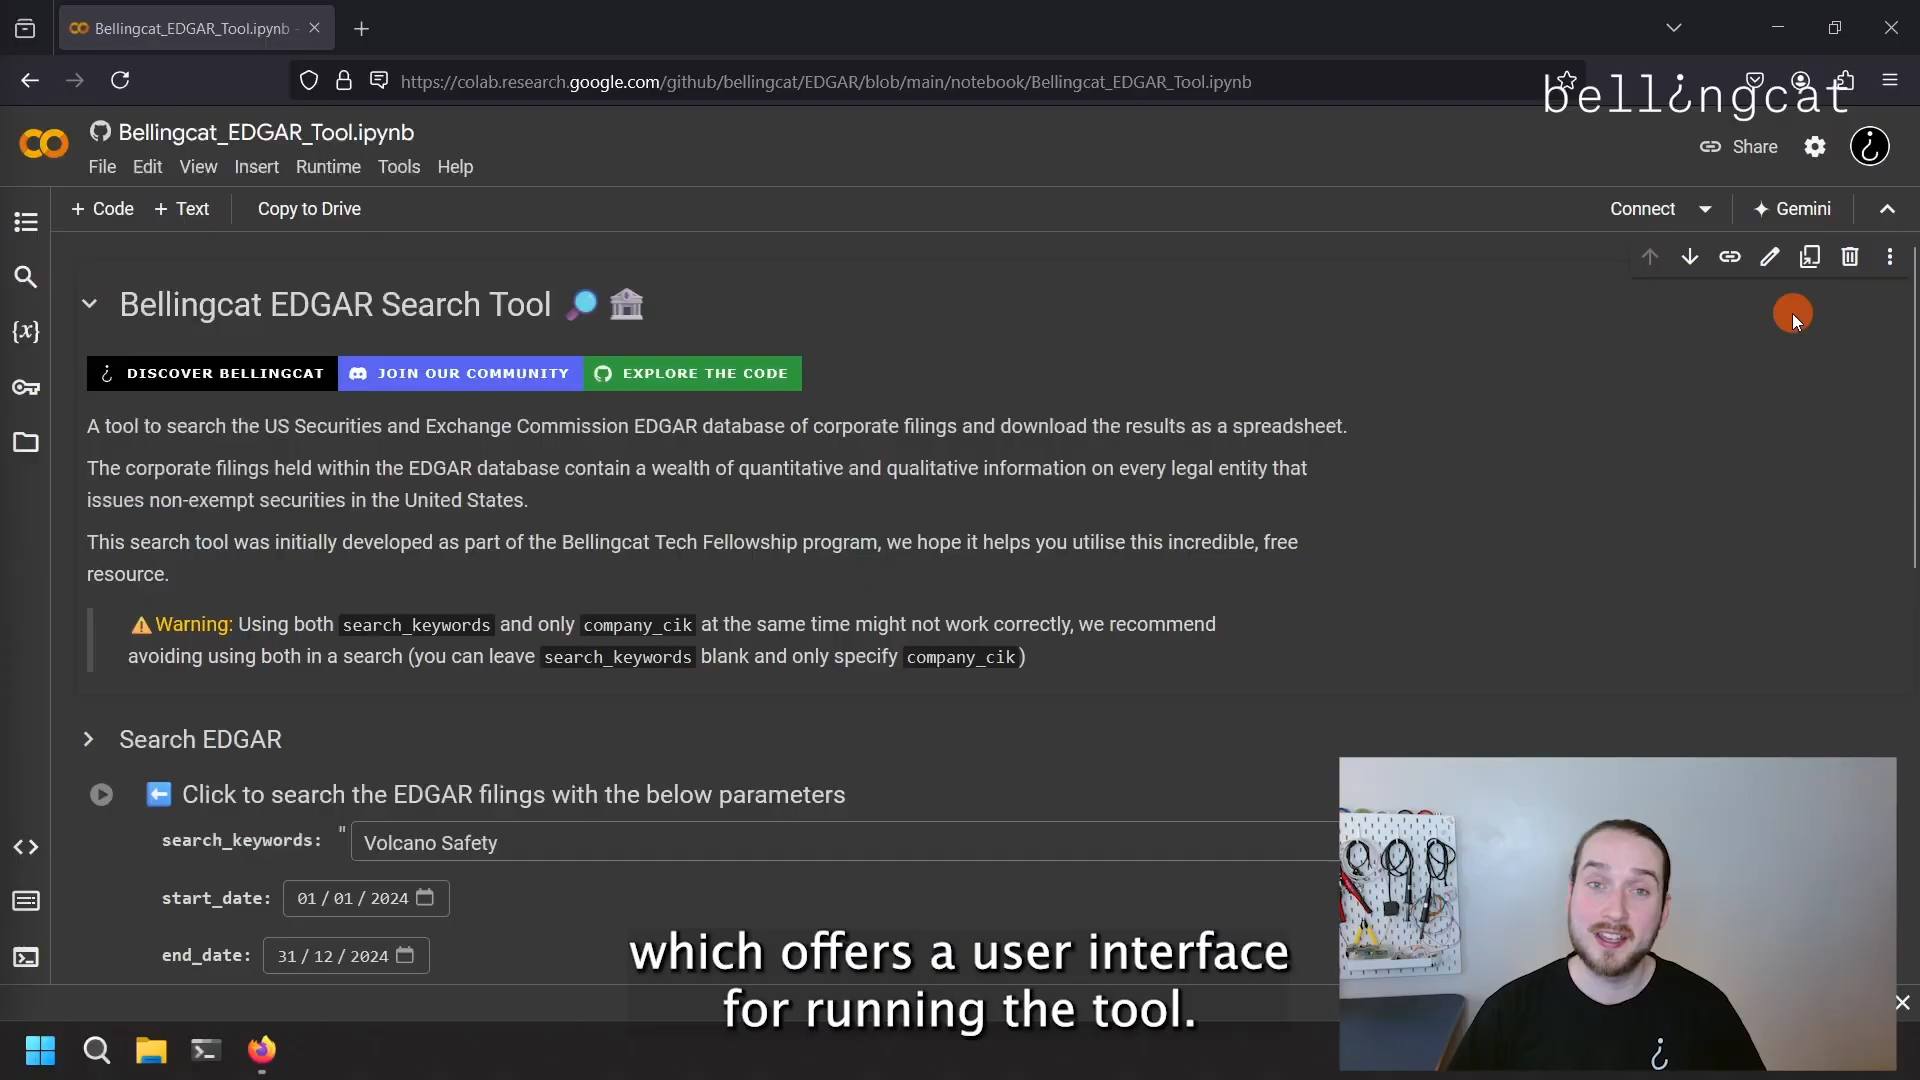 Bellingcat_EDGAR_Tool.ipynb -
https://colab.research.google.com/github/bellingcat/EDGAR/blob/main/notebook/Bellingcat_EDGAR_Tool.ipynb
bell¿ngcat
Bellingcat_EDGAR_Tool.ipynb
File Edit View Insert Runtime Tools Help
Share
+ Code + Text Copy to Drive
Connect Gemini
{x}
Bellingcat EDGAR Search Tool 🔎 🏛️
¿ DISCOVER BELLINGCAT JOIN OUR COMMUNITY EXPLORE THE CODE
A tool to search the US Securities and Exchange Commission EDGAR database of corporate filings and download the results as a spreadsheet.
The corporate filings held within the EDGAR database contain a wealth of quantitative and qualitative information on every legal entity that
issues non-exempt securities in the United States.
This search tool was initially developed as part of the Bellingcat Tech Fellowship program, we hope it helps you utilise this incredible, free
resource.
⚠️ Warning: Using both search_keywords and only company_cik at the same time might not work correctly, we recommend
avoiding using both in a search (you can leave search_keywords blank and only specify company_cik)
Search EDGAR
⬅️ Click to search the EDGAR filings with the below parameters
search_keywords: " Volcano Safety
start_date: 01/01/2024
end_date: 31/12/2024
which offers a user interface
for running the tool.
¿